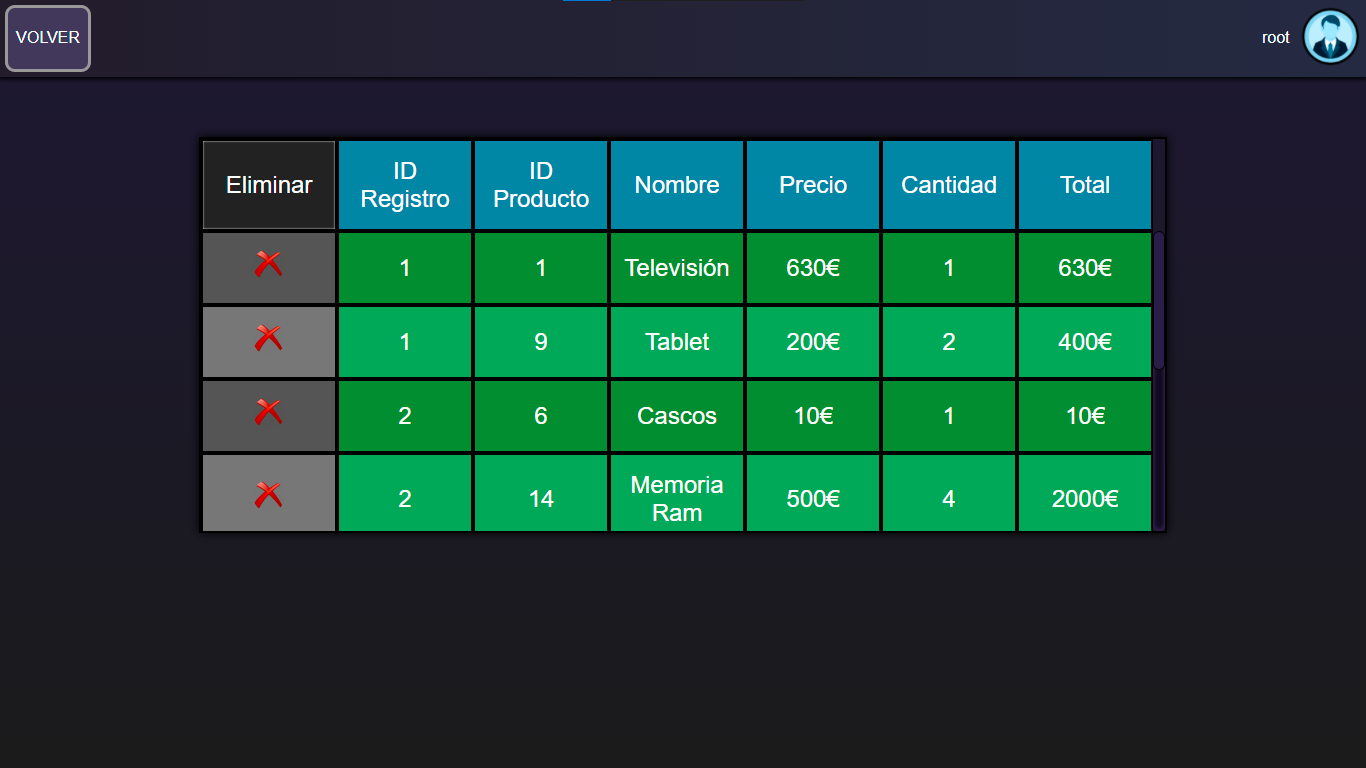 VOLVER
root
Eliminar ID Registro ID Producto Nombre Precio Cantidad Total
1 1 Televisión 630€ 1 630€
1 9 Tablet 200€ 2 400€
2 6 Cascos 10€ 1 10€
2 14 Memoria Ram 500€ 4 2000€